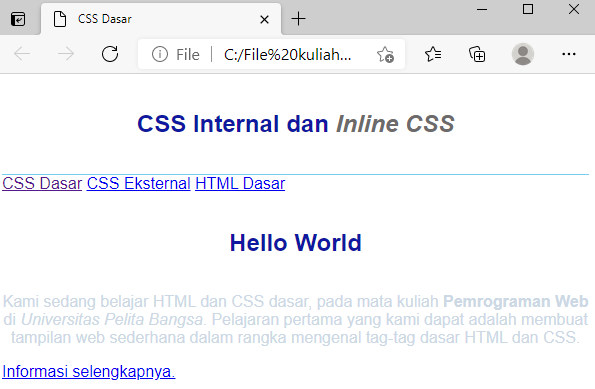 CSS Dasar
File C:/File%20kuliah...
CSS Internal dan Inline CSS
CSS Dasar CSS Eksternal HTML Dasar
Hello World
Kami sedang belajar HTML dan CSS dasar, pada mata kuliah Pemrograman Web
di Universitas Pelita Bangsa. Pelajaran pertama yang kami dapat adalah membuat
tampilan web sederhana dalam rangka mengenal tag-tag dasar HTML dan CSS.
Informasi selengkapnya.